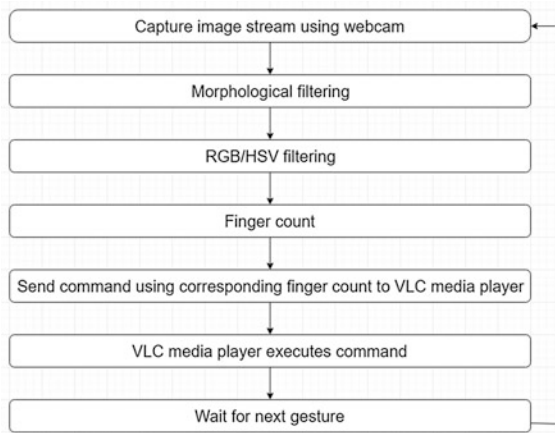 Capture image stream using webcam
Morphological filtering
RGB/HSV filtering
Finger count
Send command using corresponding finger count to VLC media player
VLC media player executes command
Wait for next gesture